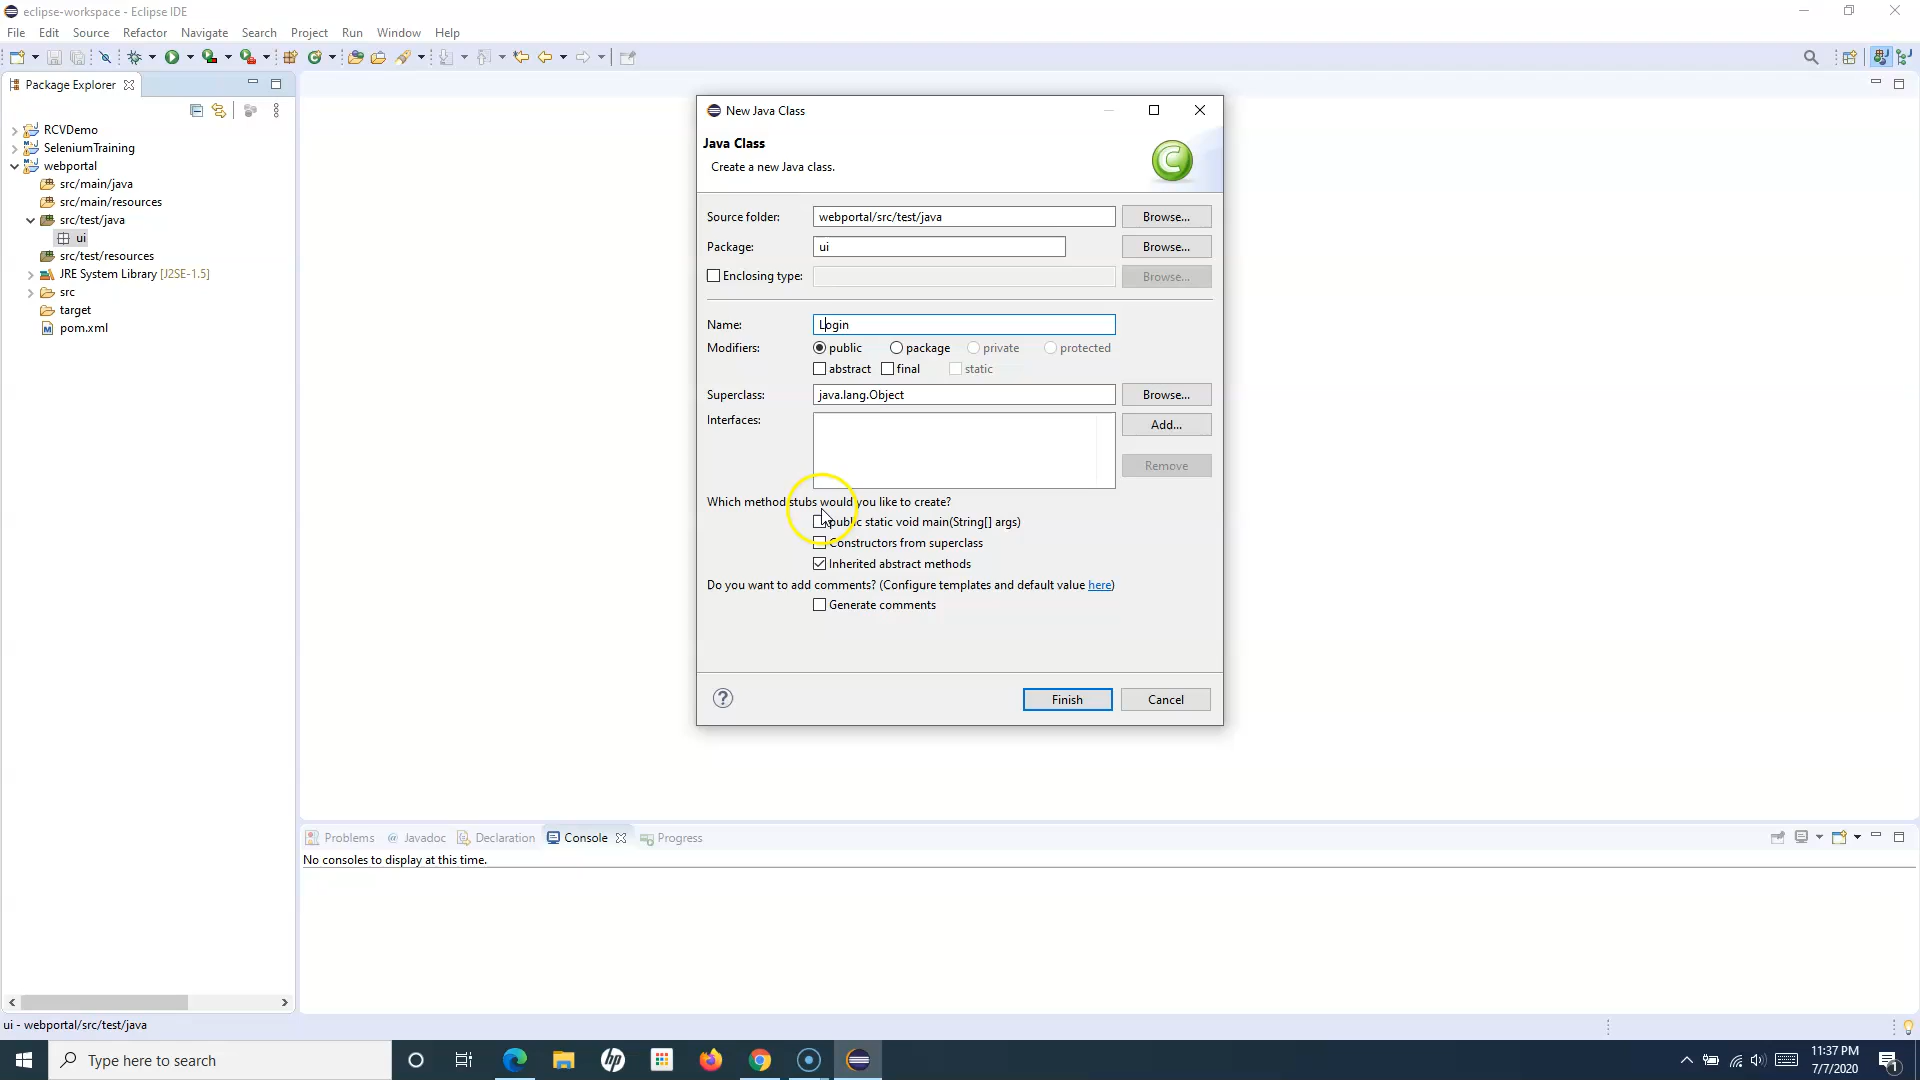 eclipse-workspace - Eclipse IDE
File Edit Source Refactor Navigate Search Project Run Window Help
Package Explorer
RCVDemo
SeleniumTraining
webportal
src/main/java
src/main/resources
src/test/java
ui
src/test/resources
JRE System Library [J2SE-1.5]
src
target
pom.xml
New Java Class
Java Class
Create a new Java class.
Source folder: webportal/src/test/java Browse...
Package: ui Browse...
Enclosing type: Browse...
Name: Login
Modifiers: public package private protected
abstract final static
Superclass: java.lang.Object Browse...
Interfaces: Add...
Remove
Which method stubs would you like to create?
public static void main(String[] args)
Constructors from superclass
Inherited abstract methods
Do you want to add comments? (Configure templates and default value here)
Generate comments
Finish Cancel
Problems Javadoc Declaration Console Progress
No consoles to display at this time.
ui - webportal/src/test/java
Type here to search
11:37 PM
7/7/2020